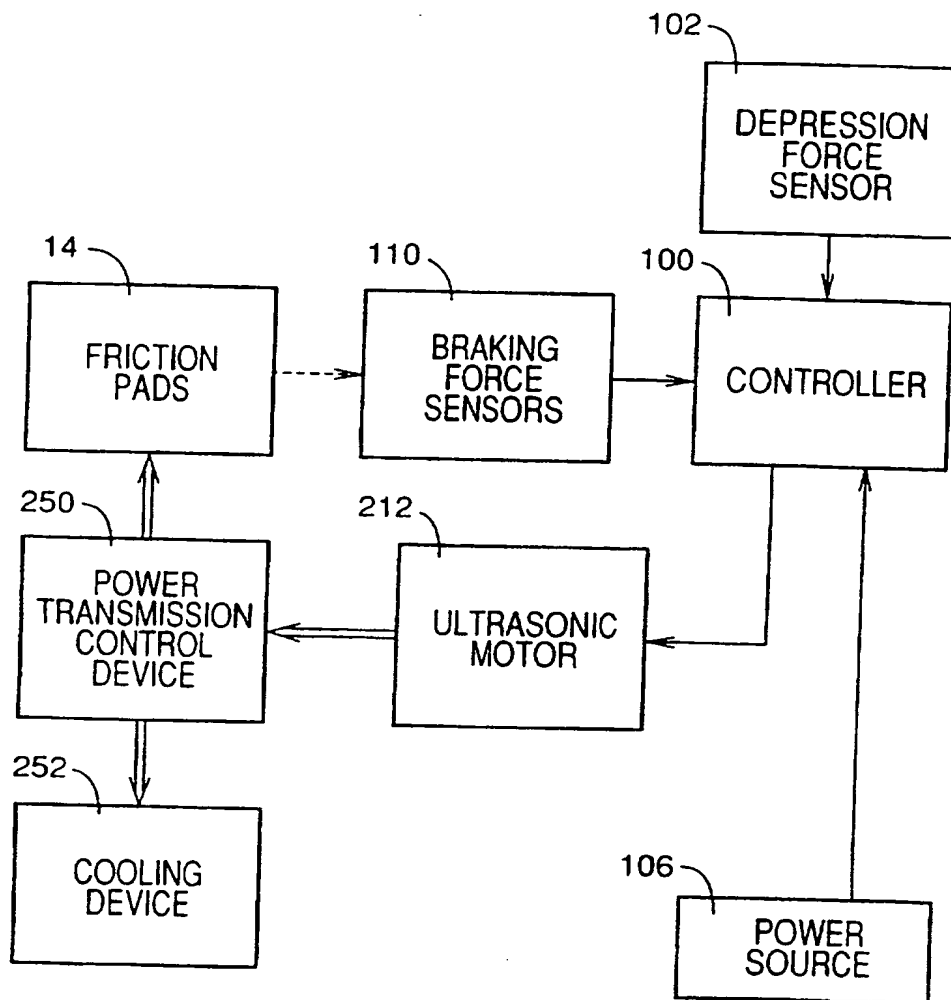 102
DEPRESSION
FORCE
SENSOR
14
110
100
FRICTION
PADS
BRAKING
FORCE
SENSORS
CONTROLLER
250
212
POWER
TRANSMISSION
CONTROL
DEVICE
ULTRASONIC
MOTOR
252
COOLING
DEVICE
106
POWER
SOURCE